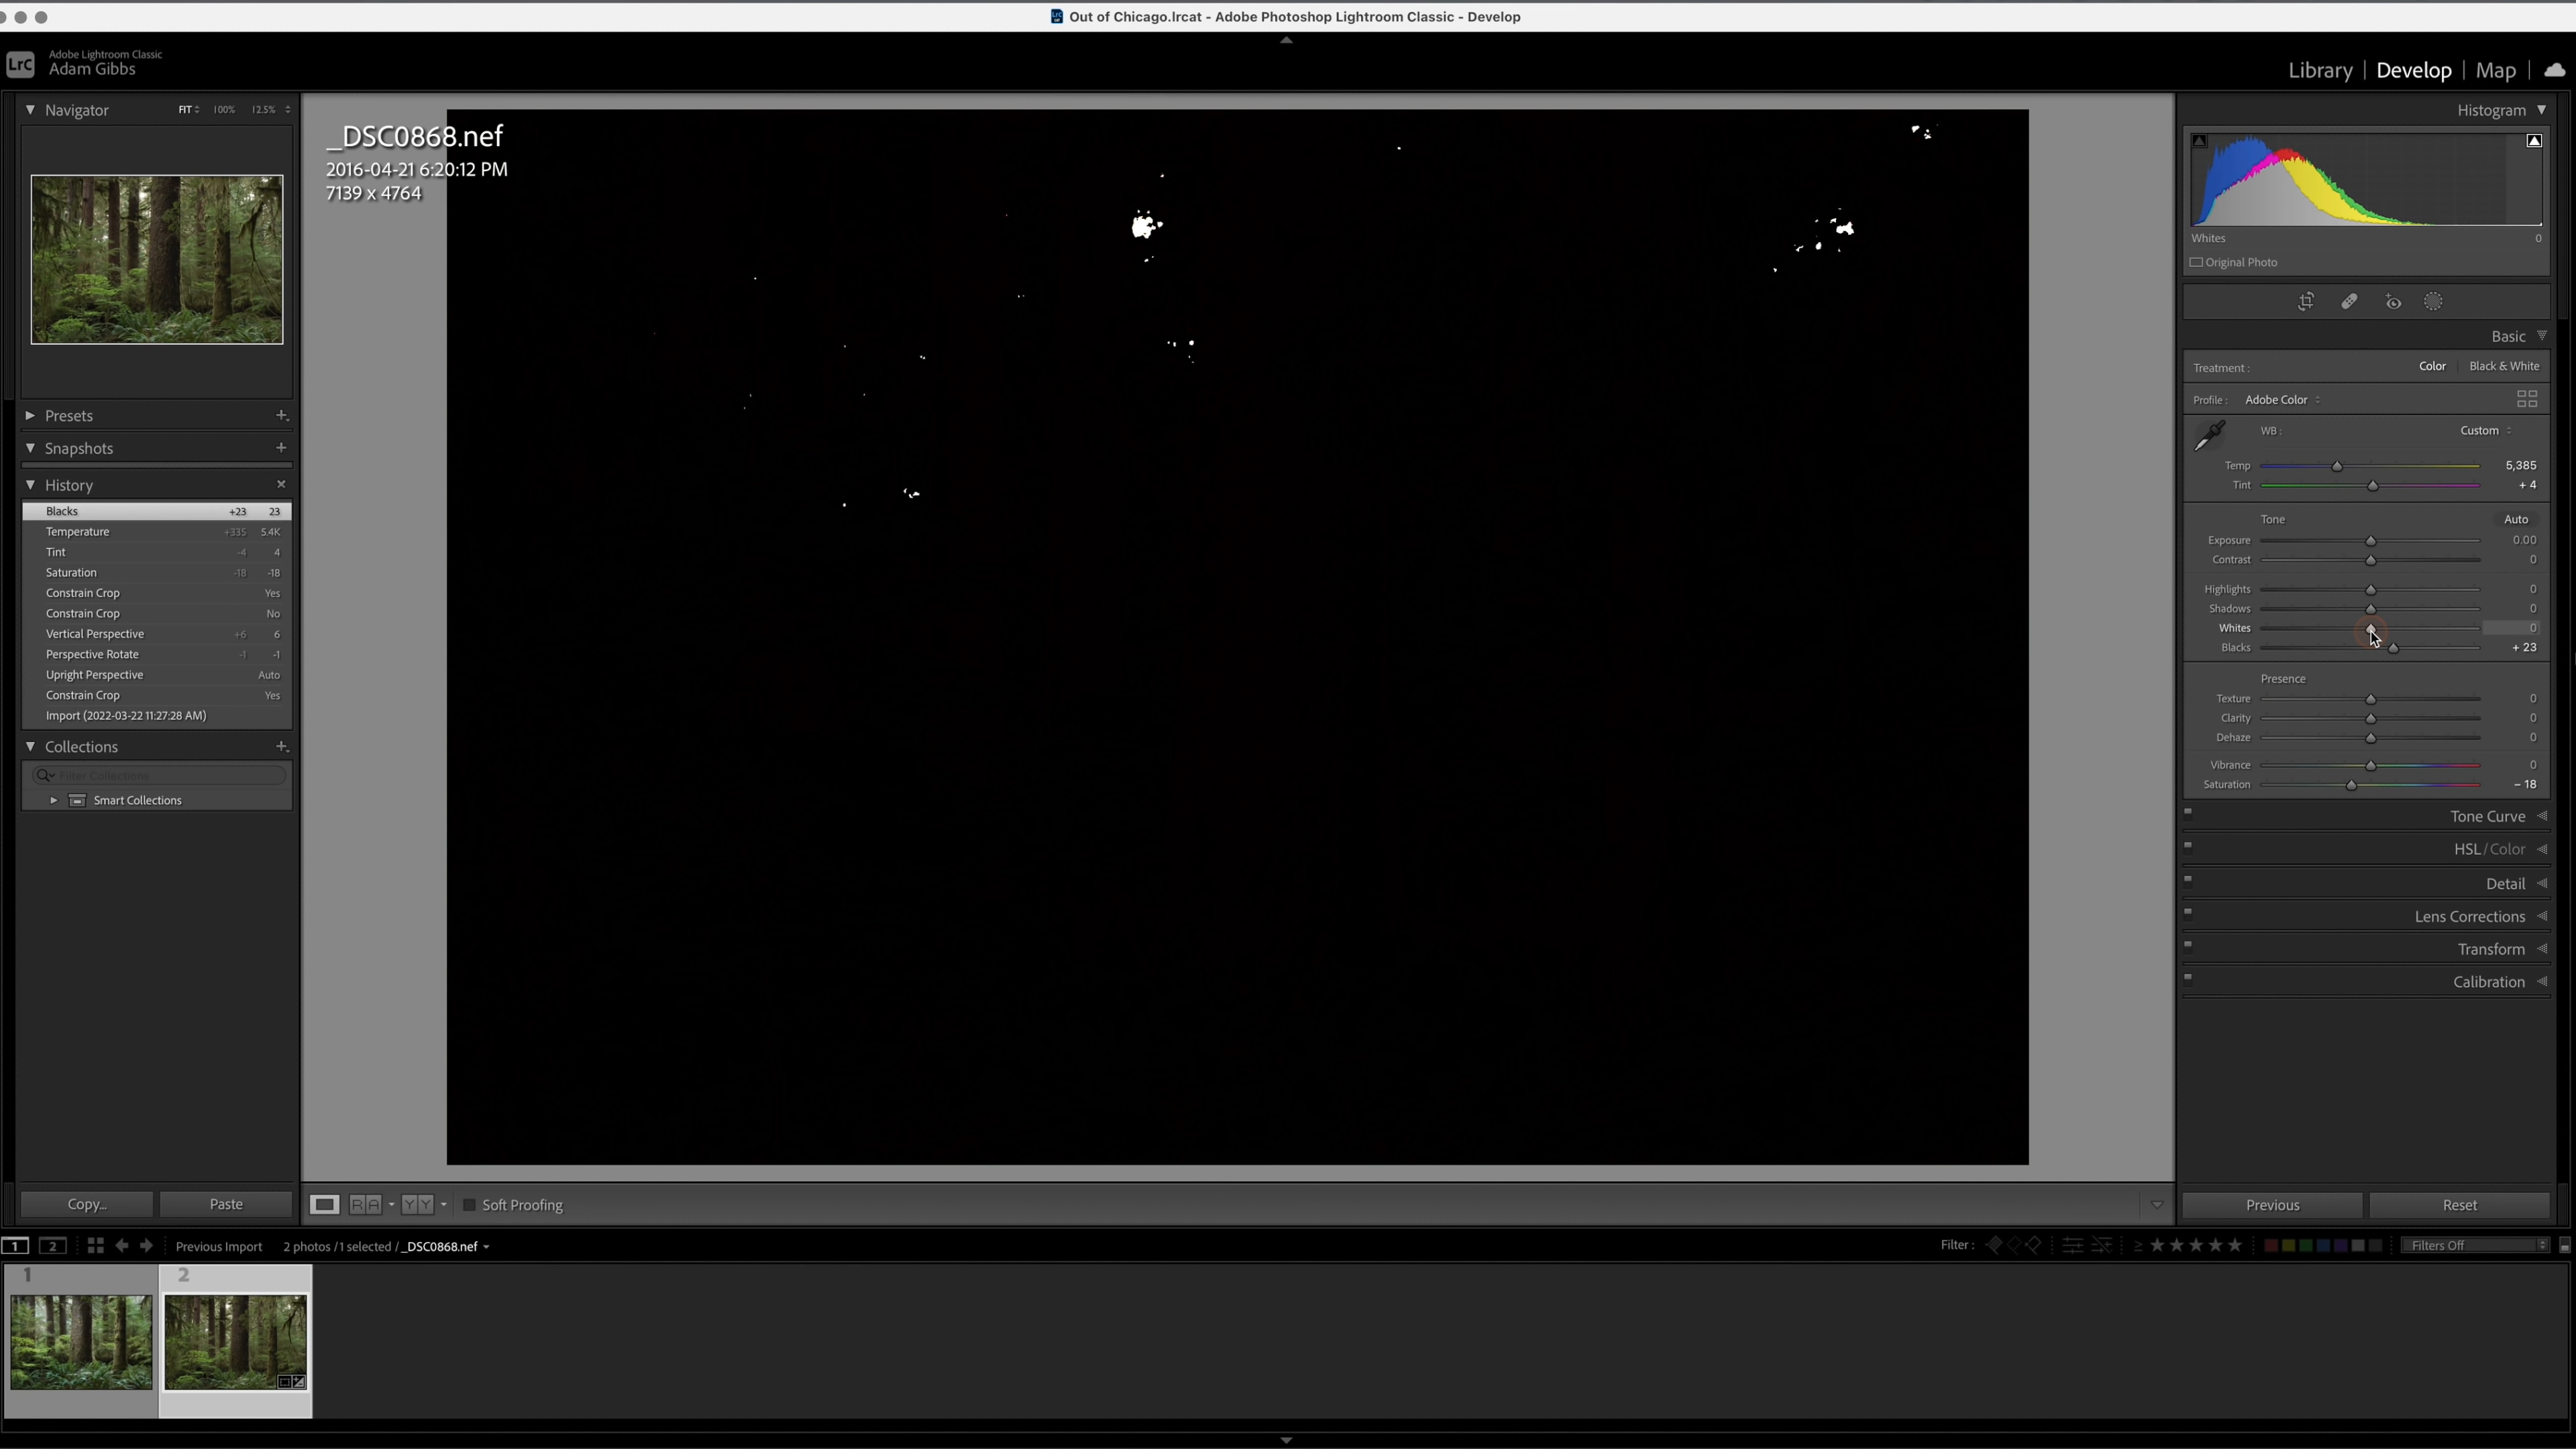 Out of Chicago.lrcat - Adobe Photoshop Lightroom Classic - Develop
LrC
Adobe Lightroom Classic
Adam Gibbs
Library | Develop | Map
Navigator
FIT 100% 12.5%
Presets
Snapshots
History
Blacks +23 23
Temperature +335 5.4K
Tint -4 4
Saturation -18 -18
Constrain Crop Yes
Constrain Crop No
Vertical Perspective +6 6
Perspective Rotate -1 -1
Upright Perspective Auto
Constrain Crop Yes
Import (2022-03-22 11:27:28 AM)
Collections
Filter Collections
Smart Collections
Copy... Paste
_DSC0868.nef
2016-04-21 6:20:12 PM
7139 x 4764
Soft Proofing
Histogram
Whites 0
Original Photo
Basic
Treatment : Color Black & White
Profile : Adobe Color
WB : Custom
Temp 5,385
Tint + 4
Tone Auto
Exposure 0.00
Contrast 0
Highlights 0
Shadows 0
Whites 0
Blacks + 23
Presence
Texture 0
Clarity 0
Dehaze 0
Vibrance 0
Saturation – 18
Tone Curve
HSL / Color
Detail
Lens Corrections
Transform
Calibration
Previous Reset
1 2 Previous Import 2 photos / 1 selected / _DSC0868.nef
Filter : ≥ Filters Off
1 2